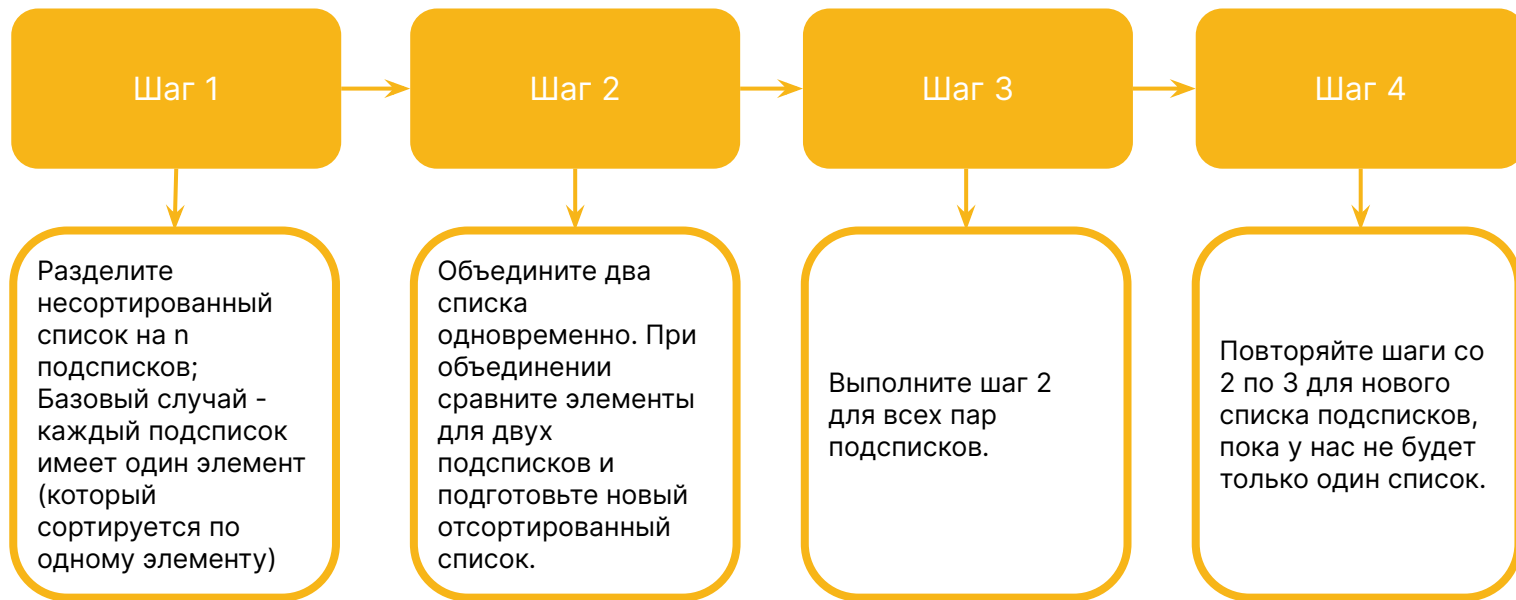 Шаг 1
Шаг 2
Шаг 3
Шаг 4
Разделите
несортированный
список на n
подсписков;
Базовый случай -
каждый подсписок
имеет один элемент
(который
сортируется по
одному элементу)
Объедините два
списка
одновременно. При
объединении
сравните элементы
для двух
подсписков и
подготовьте новый
отсортированный
список.
Выполните шаг 2
для всех пар
подсписков.
Повторяйте шаги со
2 по 3 для нового
списка подсписков,
пока у нас не будет
только один список.